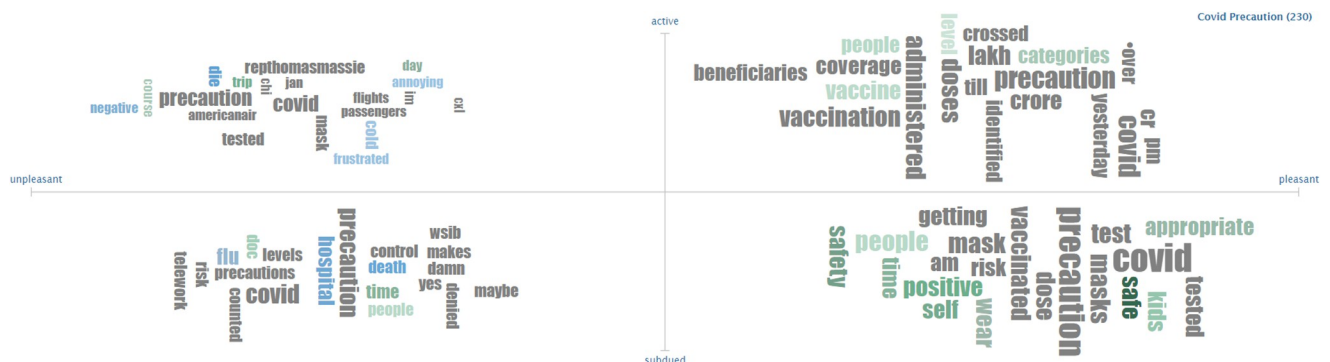 Covid Precaution (230)
active
die
repthomasmassie
day
course
trip
chi
jan
annoying
negative
precaution
covid
flights
im
cxl
americanair
passengers
tested
mask
cold
frustrated
people
level
crossed
over
beneficiaries
coverage
administered
doses
lakh
categories
vaccine
till
precaution
vaccination
identified
crore
yesterday
covid
cr
pm
unpleasant
pleasant
telework
risk
flu
doc
levels
precautions
counted
covid
hospital
precaution
control
wsib
makes
death
damn
time
yes
denied
maybe
people
safety
people
getting
vaccinated
precaution
test
appropriate
time
am
mask
risk
covid
positive
dose
masks
safe
kids
tested
self
wear
subdued